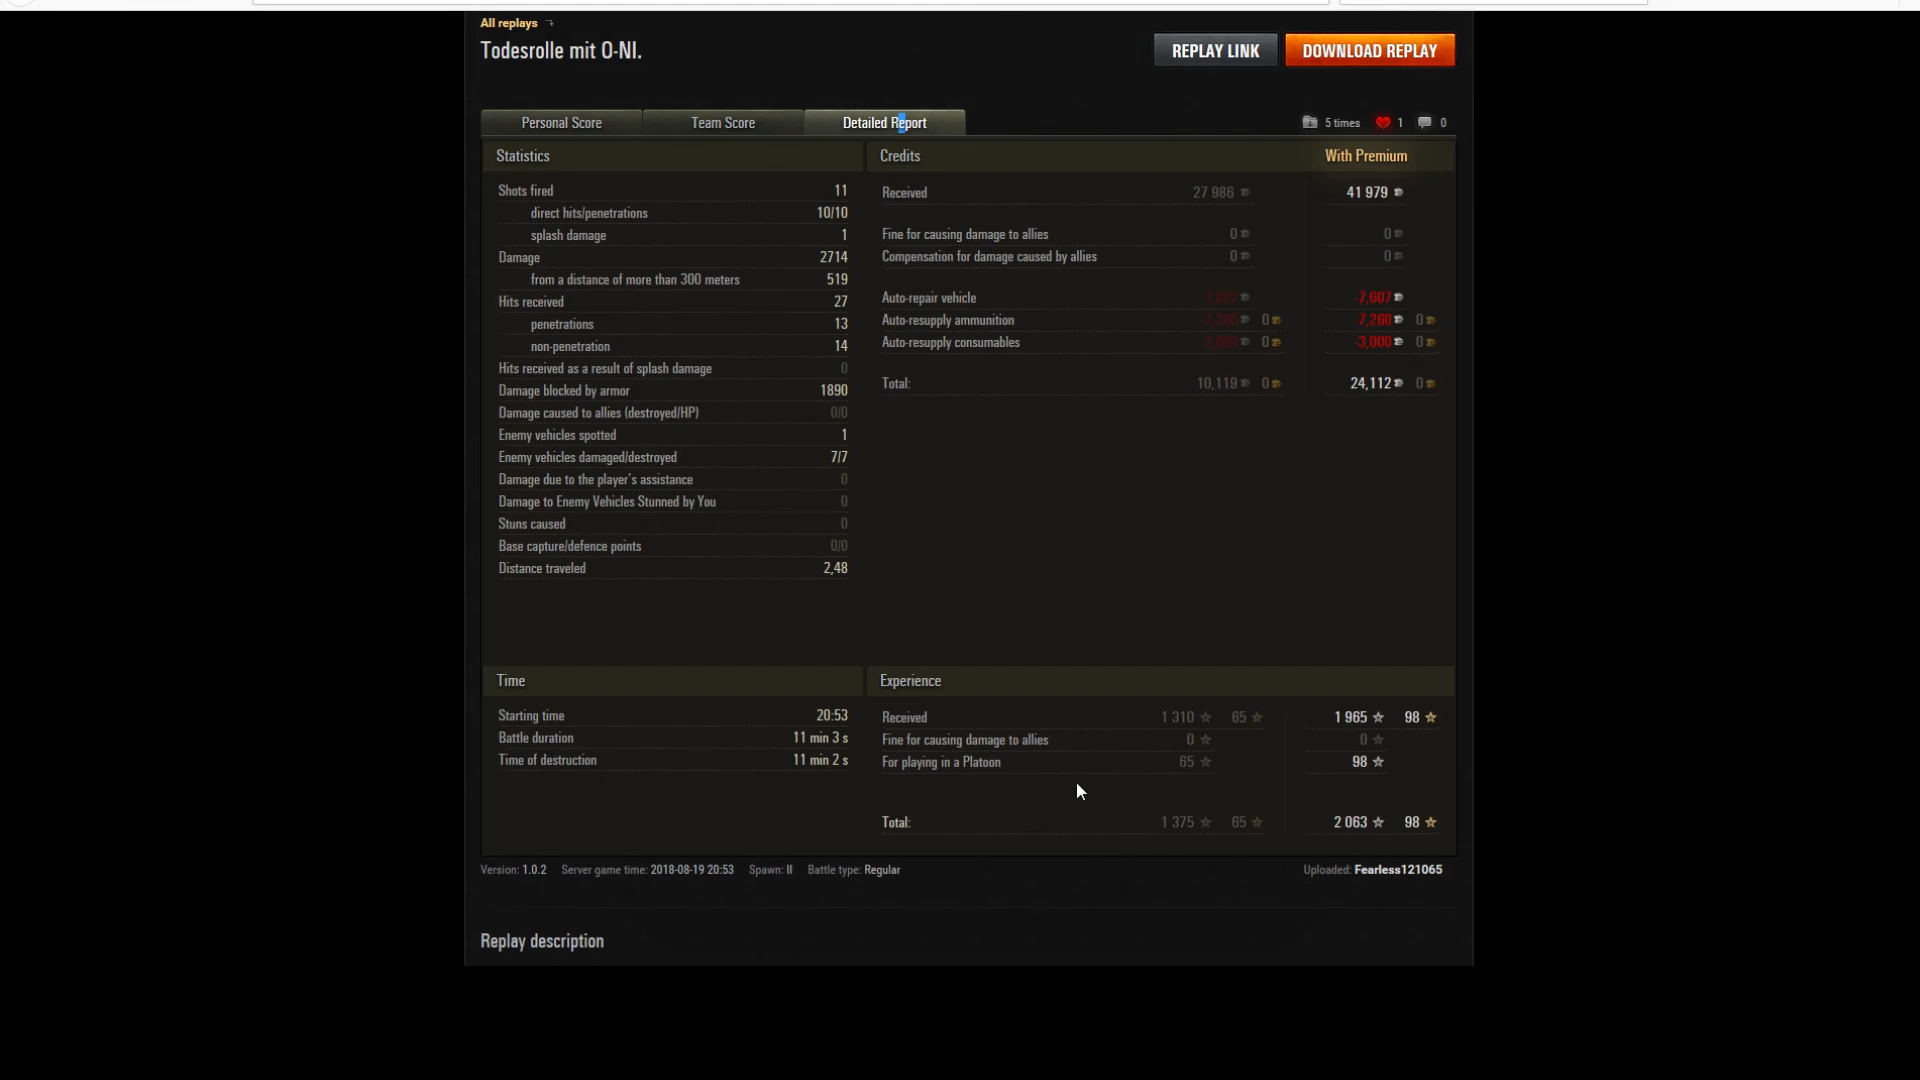 All replays
Todesrolle mit O-NI.
REPLAY LINK
DOWNLOAD REPLAY
Personal Score
Team Score
Detailed Report
5 times
1
0
Statistics
Shots fired 11
direct hits/penetrations 10/10
splash damage 1
Damage 2714
from a distance of more than 300 meters 519
Hits received 27
penetrations 13
non-penetration 14
Hits received as a result of splash damage 0
Damage blocked by armor 1890
Damage caused to allies (destroyed/HP) 0/0
Enemy vehicles spotted 1
Enemy vehicles damaged/destroyed 7/7
Damage due to the player's assistance 0
Damage to Enemy Vehicles Stunned by You 0
Stuns caused 0
Base capture/defence points 0/0
Distance traveled 2,48
Credits With Premium
Received 27 986 41 979
Fine for causing damage to allies 0 0
Compensation for damage caused by allies 0 0
Auto-repair vehicle -7,607 -7,607
Auto-resupply ammunition -7,260 0 -7,260 0
Auto-resupply consumables -3,000 0 -3,000 0
Total: 10,119 0 24,112 0
Time
Starting time 20:53
Battle duration 11 min 3 s
Time of destruction 11 min 2 s
Experience
Received 1 310 65 1 965 98
Fine for causing damage to allies 0 0
For playing in a Platoon 65 98
Total: 1 375 65 2 063 98
Version: 1.0.2 Server game time: 2018-08-19 20:53 Spawn: II Battle type: Regular
Uploaded: Fearless121065
Replay description